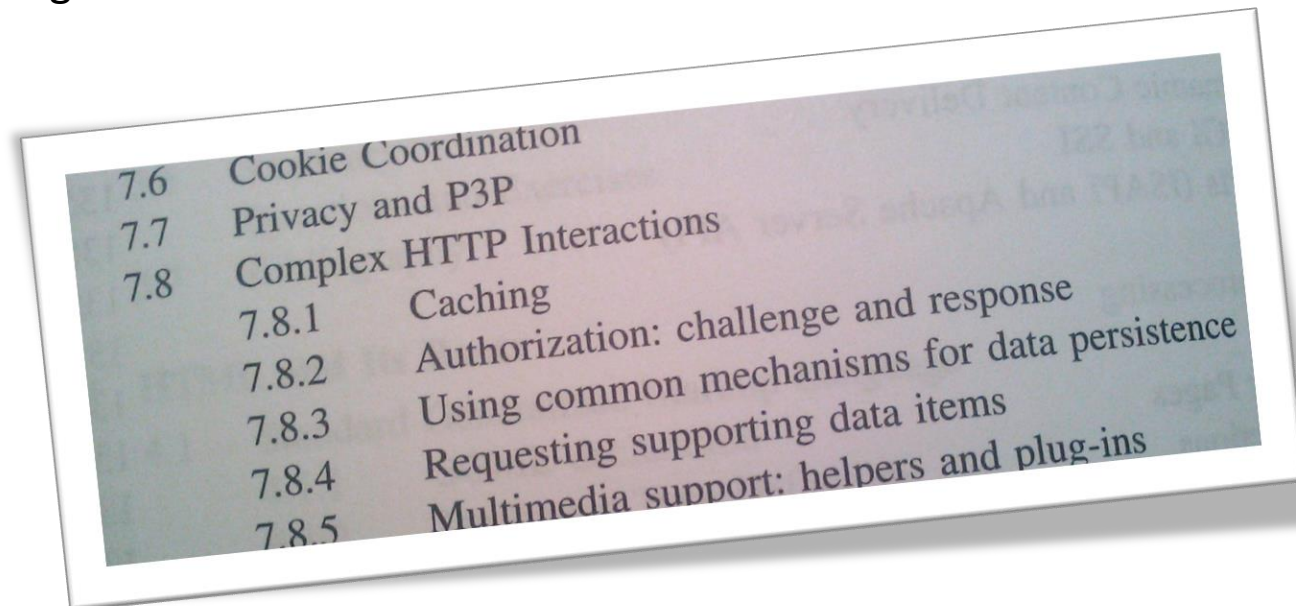 7.6 Cookie Coordination
7.7 Privacy and P3P
7.8 Complex HTTP Interactions
7.8.1 Caching
7.8.2 Authorization: challenge and response
7.8.3 Using common mechanisms for data persistence
7.8.4 Requesting supporting data items
7.8.5 Multimedia support: helpers and plug-ins